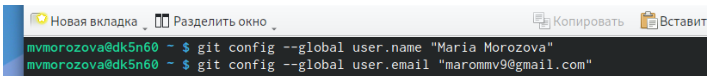 Новая вкладка Разделить окно Копировать Вставит
mvmorozova@dk5n60 ~ $ git config --global user.name "Maria Morozova"
mvmorozova@dk5n60 ~ $ git config --global user.email "marommv9@gmail.com"